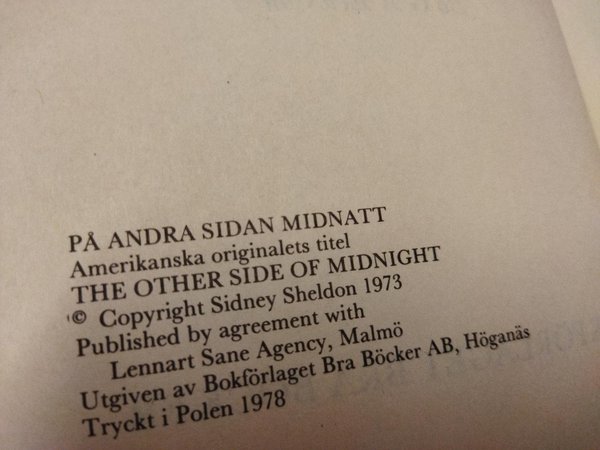 PÅ ANDRA SIDAN MIDNATT
Amerikanska originalets titel
THE OTHER SIDE OF MIDNIGHT
© Copyright Sidney Sheldon 1973
Published by agreement with
Lennart Sane Agency, Malmö
Utgiven av Bokförlaget Bra Böcker AB, Höganäs
Tryckt i Polen 1978